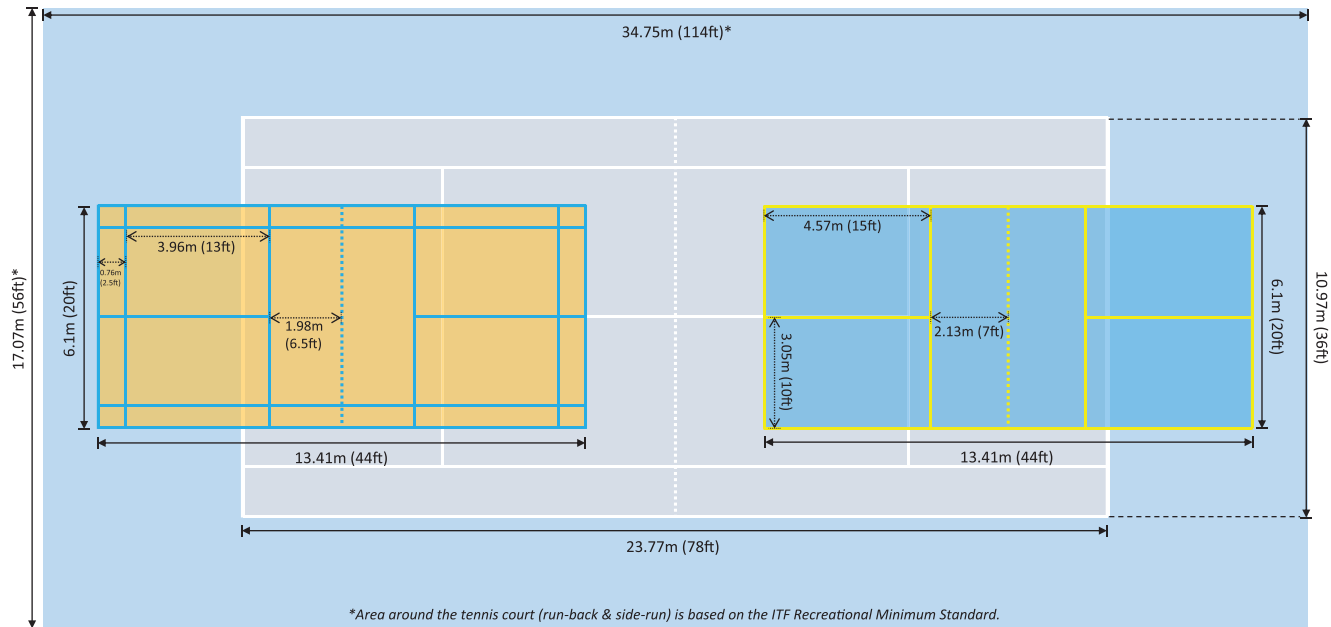 34.75m (114ft)*
17.07m (56ft)*
3.96m (13ft)
0.76m
(2.5ft)
6.1m (20ft)
1.98m
(6.5ft)
13.41m (44ft)
4.57m (15ft)
2.13m (7ft)
3.05m (10ft)
6.1m (20ft)
10.97m (36ft)
13.41m (44ft)
23.77m (78ft)
*Area around the tennis court (run-back & side-run) is based on the ITF Recreational Minimum Standard.